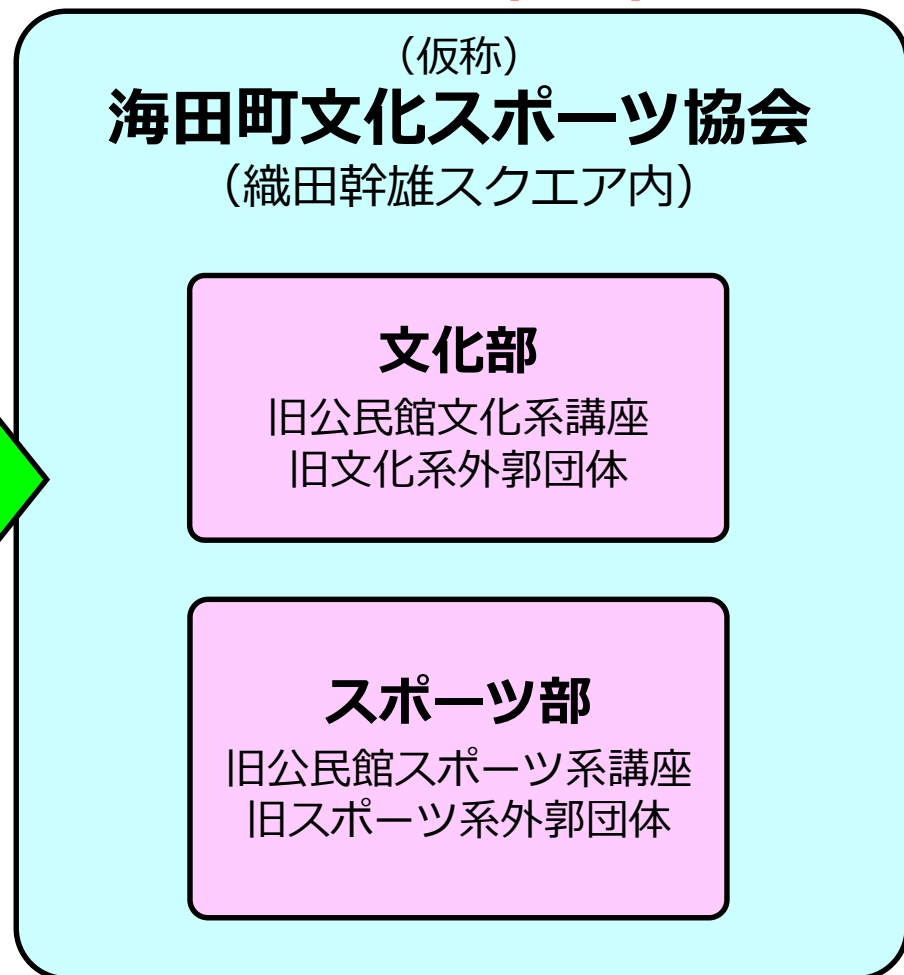 （仮称）
海田町文化スポーツ協会
（織田幹雄スクエア内）
文化部
旧公民館文化系講座
旧文化系外郭団体
スポーツ部
旧公民館スポーツ系講座
旧スポーツ系外郭団体